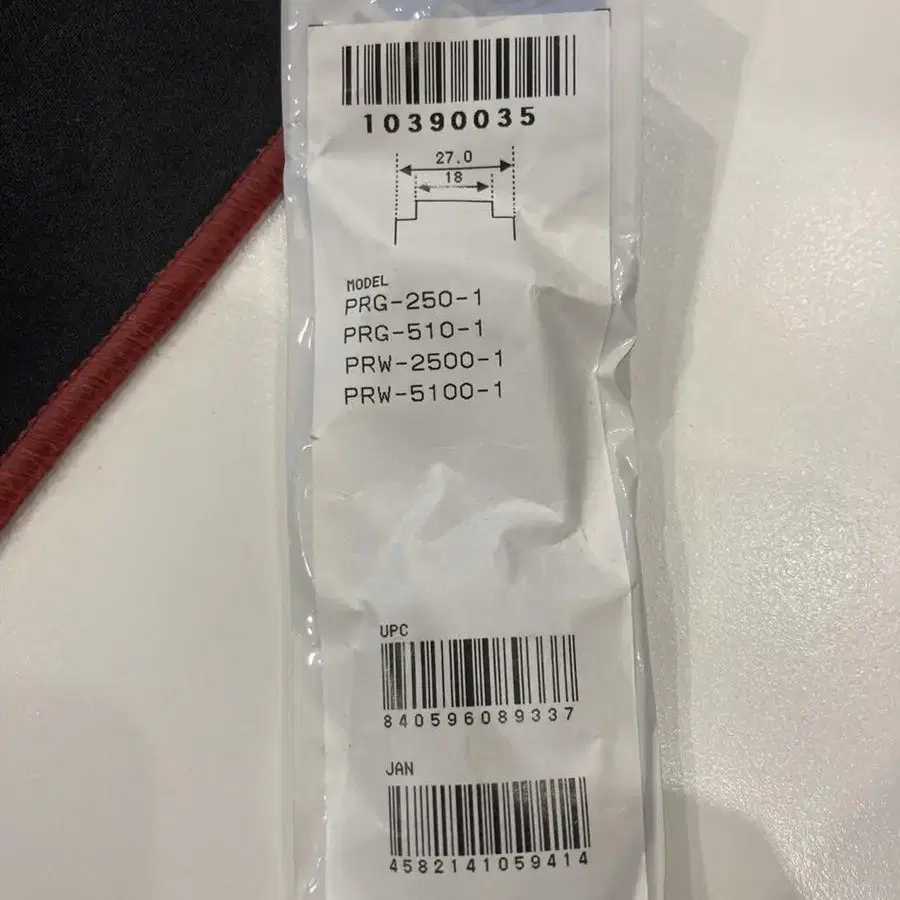 10390035
27.0
18
MODEL
PRG-250-1
PRG-510-1
PRW-2500-1
PRW-5100-1
UPC
840596089337
JAN
4582141059414